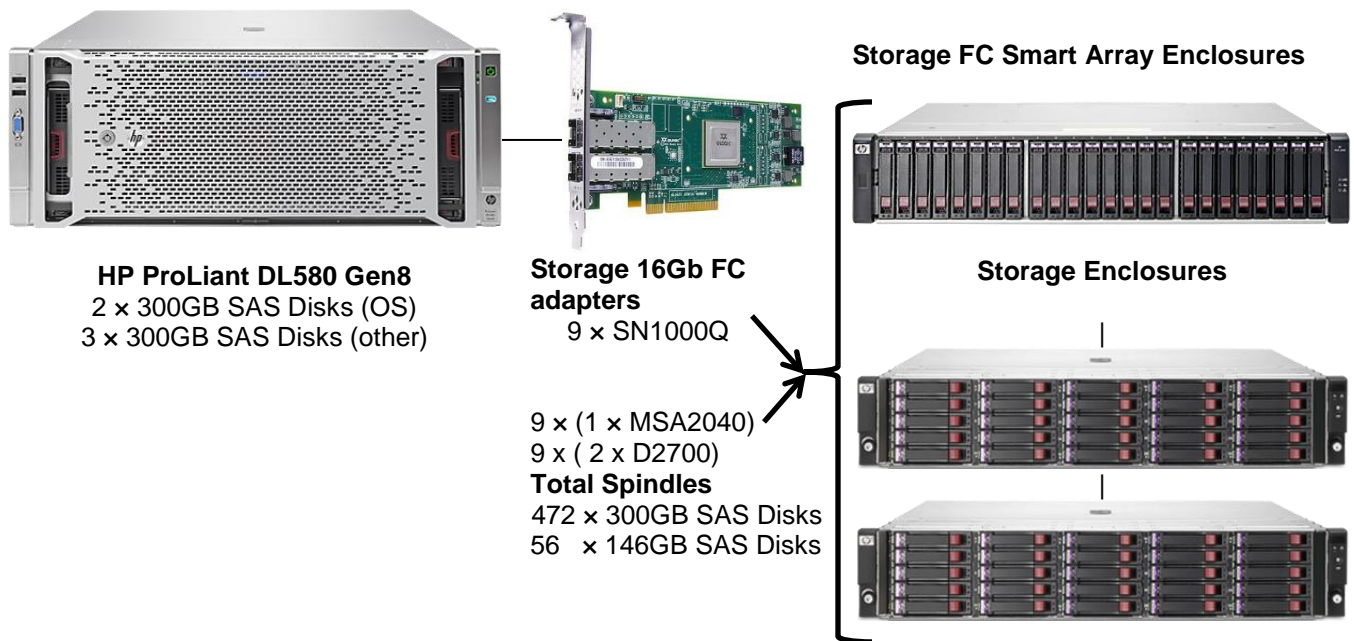 Storage FC Smart Array Enclosures
hp
HP ProLiant DL580 Gen8
2 × 300GB SAS Disks (OS)
3 × 300GB SAS Disks (other)
Storage 16Gb FC
adapters
9 × SN1000Q
Storage Enclosures
9 × (1 × MSA2040)
9 x ( 2 x D2700)
Total Spindles
472 × 300GB SAS Disks
56 × 146GB SAS Disks